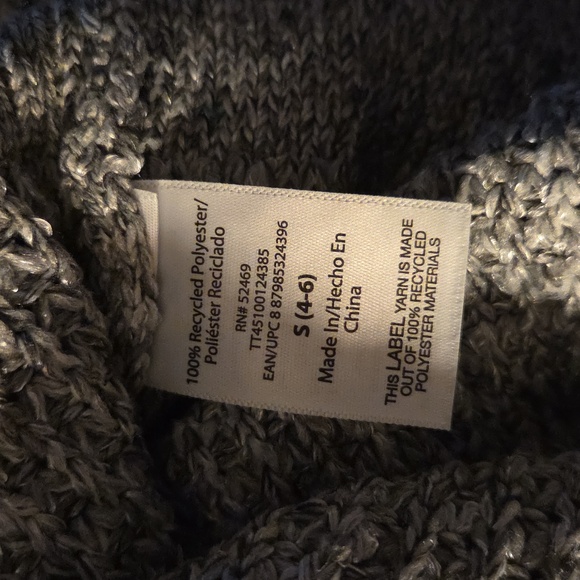 100% Recycled Polyester/
Poliéster Reciclado
RN# 52469
TT45100124385
EAN/UPC 8 87985324396
S (4-6)
Made In/Hecho En
China
THIS LABEL YARN IS MADE
OUT OF 100% RECYCLED
POLYESTER MATERIALS